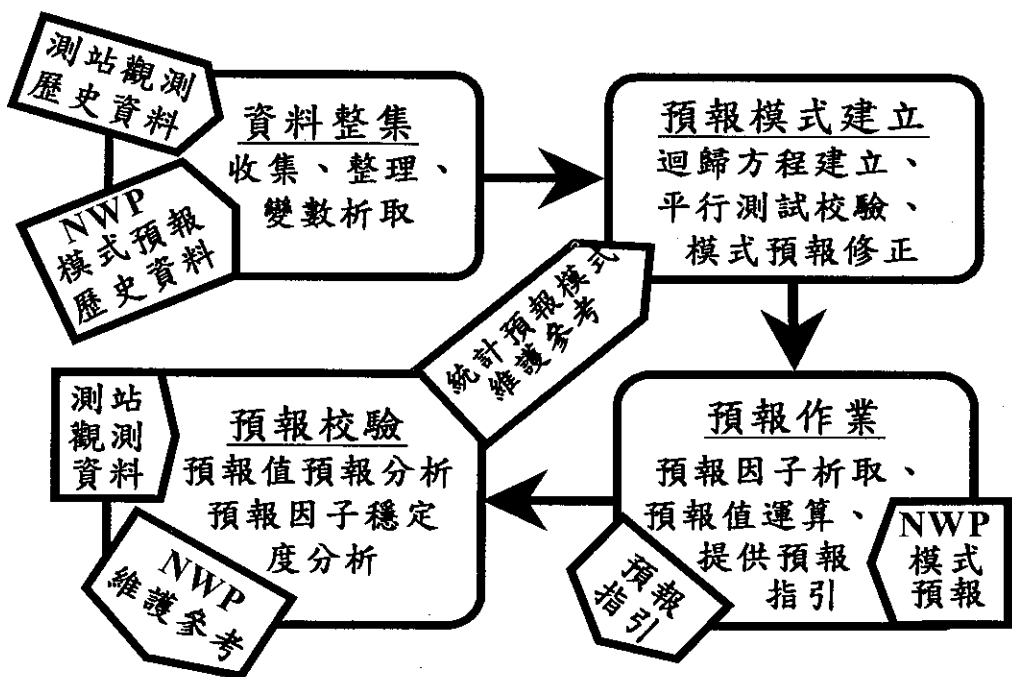 測站觀測
歷史資料
NWP
模式預報
歷史資料
資料整集
收集、整理、
變數析取
預報模式建立
迴歸方程建立、
平行測試校驗、
模式預報修正
統計預報模式
維護參考
測站
觀測
資料
預報校驗
預報值預報分析
預報因子穩定
度分析
NWP
維護參考
預報作業
預報因子析取、
預報值運算、
提供預報
指引
預報
指引
NWP
模式
預報